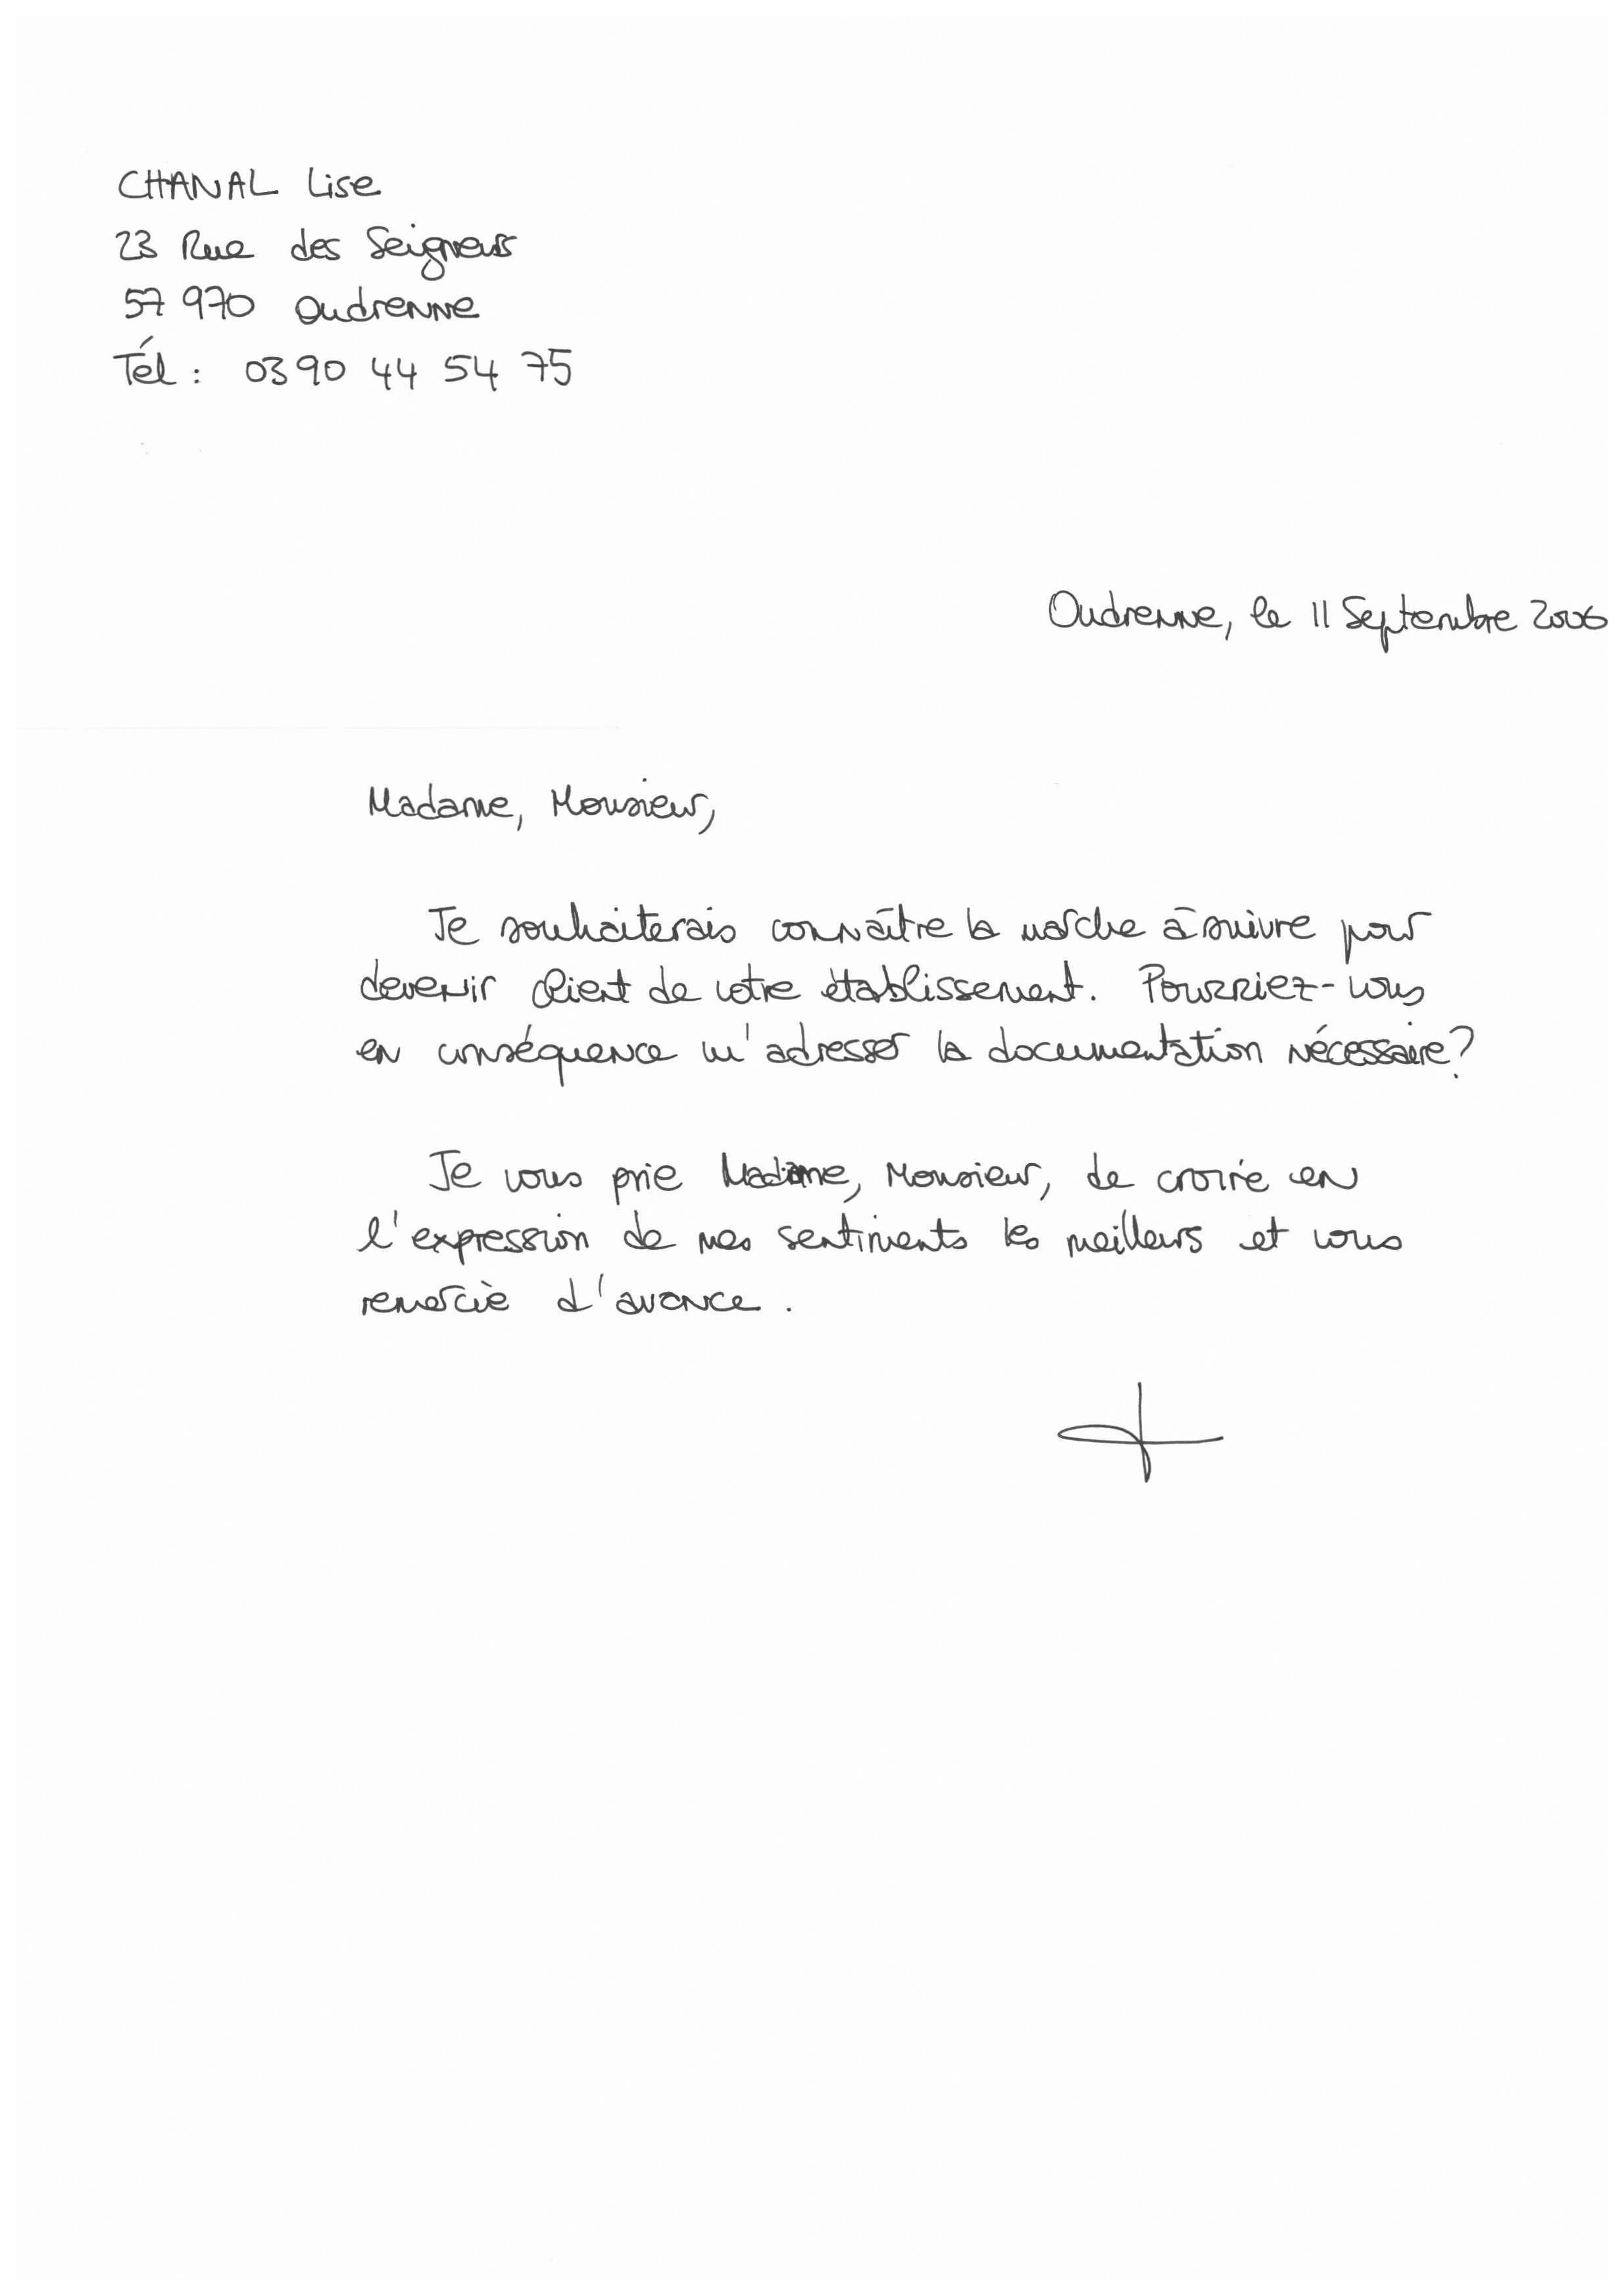 CHANAL Lise
23 Rue des Seigneurs
57 970 Oudrenne
Tél : 03 90 44 54 75
Oudrenne, le 11 Septembre 2006
Madame, Monsieur,
Je souhaiterais connaître la marche à suivre pour
devenir client de votre établissement. Pourriez-vous
en conséquence m'adresser la documentation nécessaire ?
Je vous prie Madame, Monsieur, de croire en
l'expression de mes sentiments les meilleurs et vous
remercie d'avance.